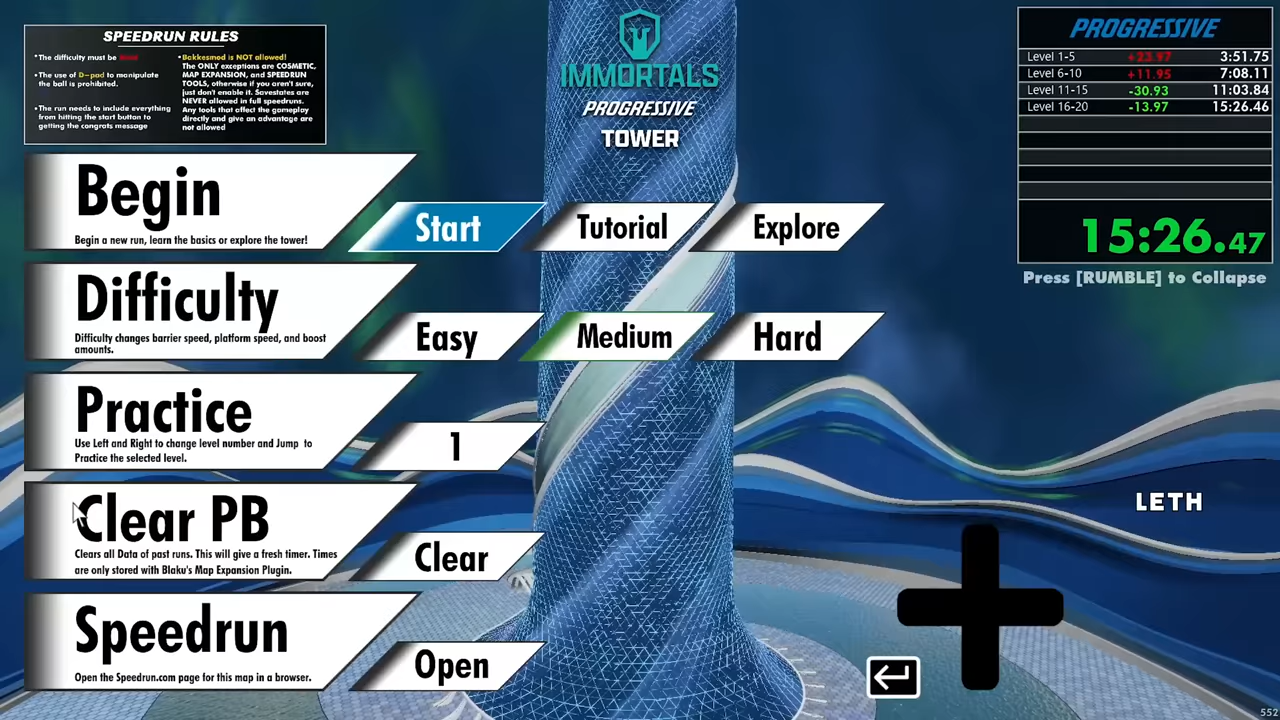 SPEEDRUN RULES
*The difficulty must be
*The use of D-pad to manipulate
the ball is prohibited.
*The run needs to include everything
from hitting the start button to
getting the congrats message
*Bakkesmod is NOT allowed!
The ONLY exceptions are COSMETIC,
MAP EXPANSION, and SPEEDRUN
TOOLS, otherwise if you aren't sure,
just don't enable it. Savestates are
NEVER allowed in full speedruns.
Any tools that affect the gameplay
directly and give an advantage are
not allowed
IMMORTALS
PROGRESSIVE
TOWER
PROGRESSIVE
Level 1-5 +23.97 3:51.75
Level 6-10 +11.95 7:08.11
Level 11-15 -30.93 11:03.84
Level 16-20 -13.97 15:26.46
15:26.47
Press [RUMBLE] to Collapse
Begin
Begin a new run, learn the basics or explore the tower!
Start Tutorial Explore
Difficulty
Difficulty changes barrier speed, platform speed, and boost
amounts.
Easy Medium Hard
Practice
Use Left and Right to change level number and Jump to
Practice the selected level.
1
Clear PB
Clears all Data of past runs. This will give a fresh timer. Times
are only stored with Blaku's Map Expansion Plugin.
Clear
LETH
Speedrun
Open the Speedrun.com page for this map in a browser.
Open
552